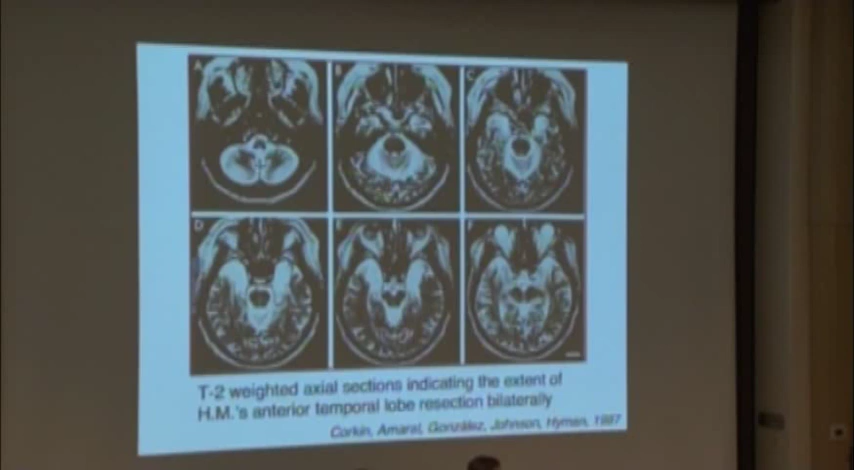 A B C
D E F
T-2 weighted axial sections indicating the extent of
H.M.'s anterior temporal lobe resection bilaterally
Corkin, Amaral, González, Johnson, Hyman, 1997